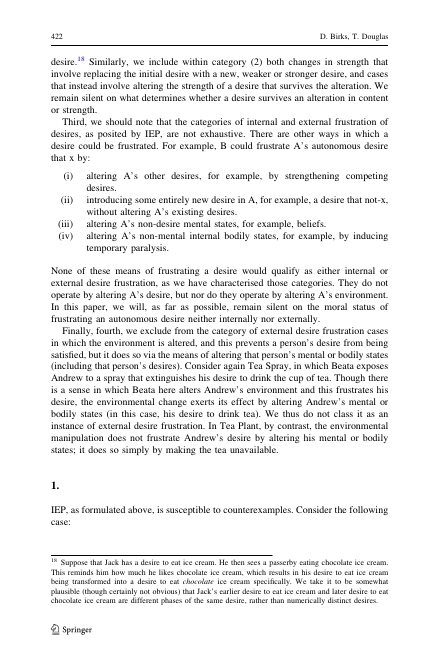 422 D. Birks, T. Douglas
desire.18 Similarly, we include within category (2) both changes in strength that
involve replacing the initial desire with a new, weaker or stronger desire, and cases
that instead involve altering the strength of a desire that survives the alteration. We
remain silent on what determines whether a desire survives an alteration in content
or strength.
Third, we should note that the categories of internal and external frustration of
desires, as posited by IEP, are not exhaustive. There are other ways in which a
desire could be frustrated. For example, B could frustrate A's autonomous desire
that x by:
(i) altering A's other desires, for example, by strengthening competing
desires.
(ii) introducing some entirely new desire in A, for example, a desire that not-x,
without altering A's existing desires.
(iii) altering A's non-desire mental states, for example, beliefs.
(iv) altering A's non-mental internal bodily states, for example, by inducing
temporary paralysis.
None of these means of frustrating a desire would qualify as either internal or
external desire frustration, as we have characterised those categories. They do not
operate by altering A's desire, but nor do they operate by altering A's environment.
In this paper, we will, as far as possible, remain silent on the moral status of
frustrating an autonomous desire neither internally nor externally.
Finally, fourth, we exclude from the category of external desire frustration cases
in which the environment is altered, and this prevents a person's desire from being
satisfied, but it does so via the means of altering that person's mental or bodily states
(including that person's desires). Consider again Tea Spray, in which Beata exposes
Andrew to a spray that extinguishes his desire to drink the cup of tea. Though there
is a sense in which Beata here alters Andrew's environment and this frustrates his
desire, the environmental change exerts its effect by altering Andrew's mental or
bodily states (in this case, his desire to drink tea). We thus do not class it as an
instance of external desire frustration. In Tea Plant, by contrast, the environmental
manipulation does not frustrate Andrew's desire by altering his mental or bodily
states; it does so simply by making the tea unavailable.
1.
IEP, as formulated above, is susceptible to counterexamples. Consider the following
case:
18 Suppose that Jack has a desire to eat ice cream. He then sees a passerby eating chocolate ice cream.
This reminds him how much he likes chocolate ice cream, which results in his desire to eat ice cream
being transformed into a desire to eat chocolate ice cream specifically. We take it to be somewhat
plausible (though certainly not obvious) that Jack's earlier desire to eat ice cream and later desire to eat
chocolate ice cream are different phases of the same desire, rather than numerically distinct desires.
Springer